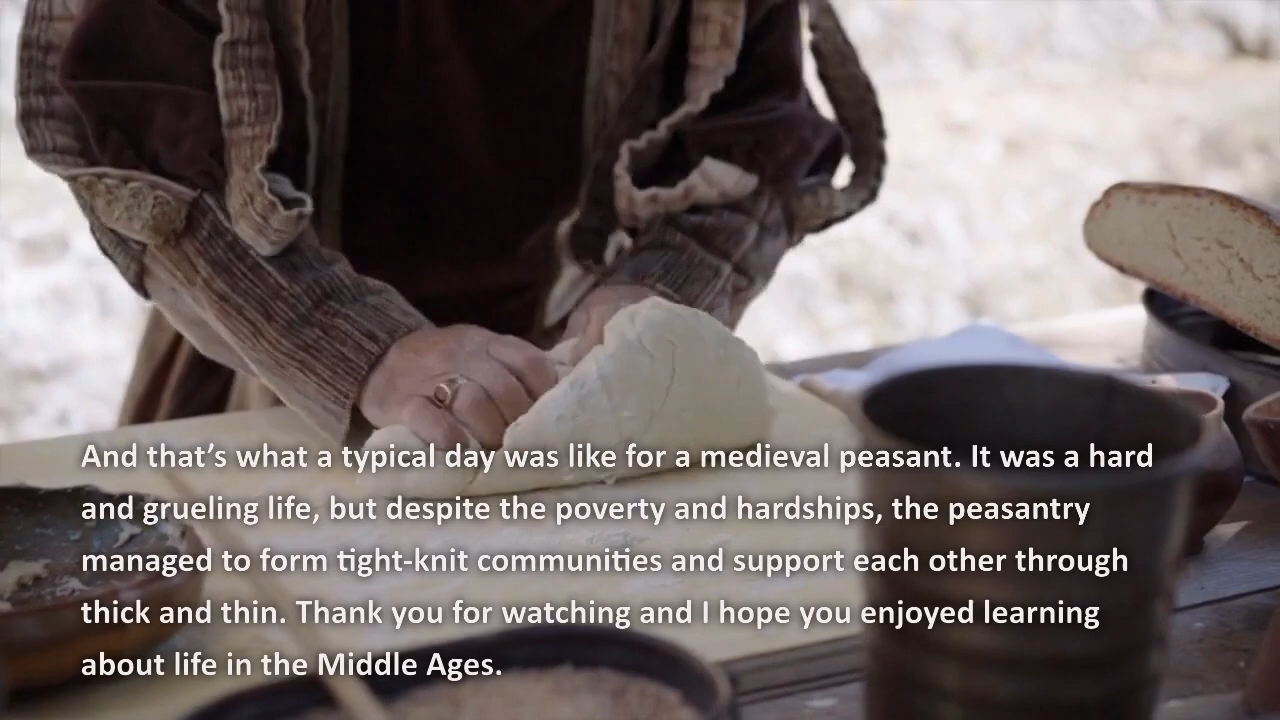 And that’s what a typical day was like for a medieval peasant. It was a hard
and grueling life, but despite the poverty and hardships, the peasantry
managed to form tight-knit communities and support each other through
thick and thin. Thank you for watching and I hope you enjoyed learning
about life in the Middle Ages.